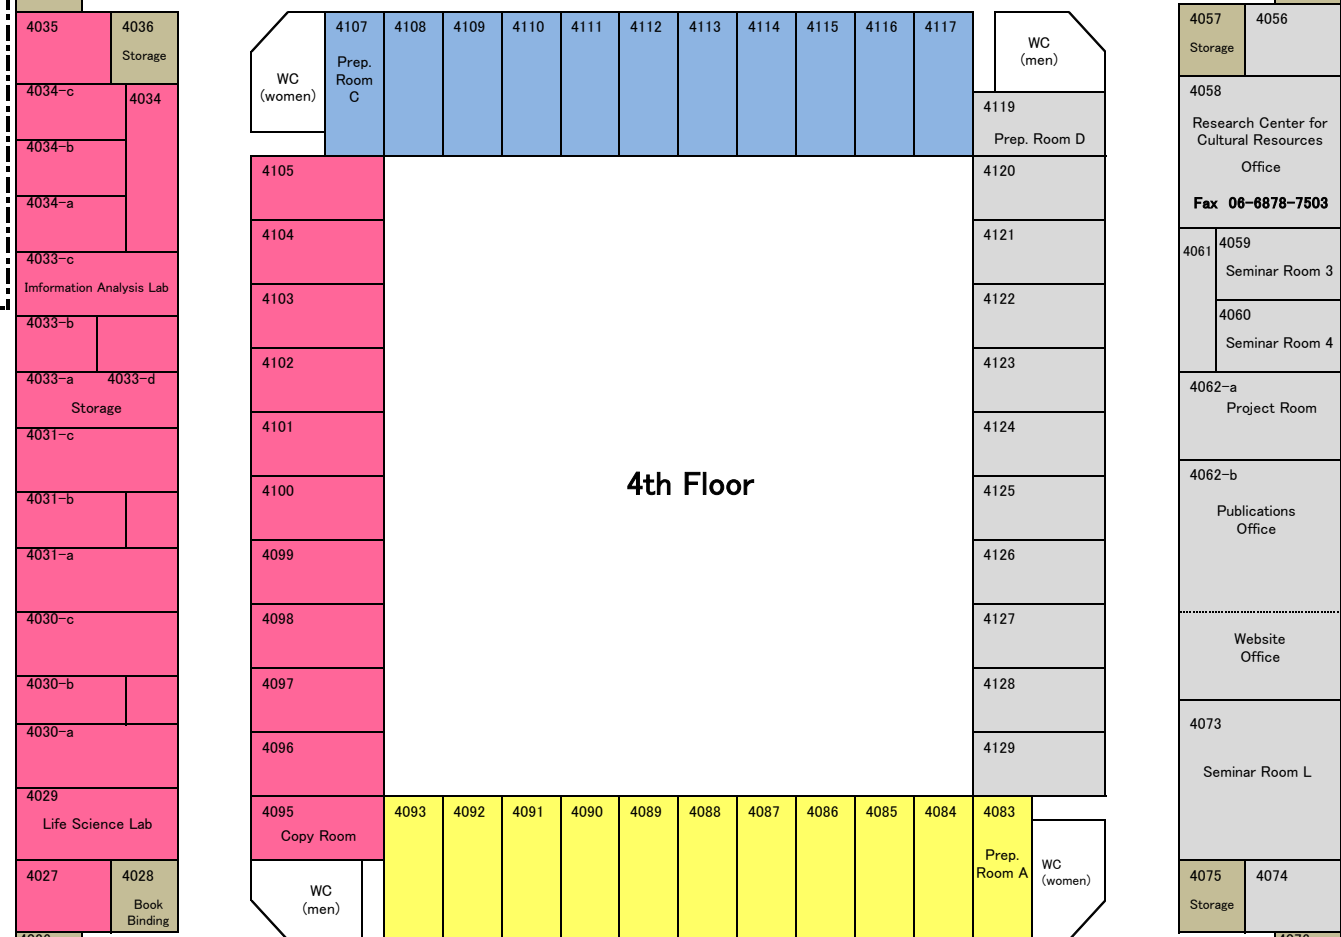 4035
4036
Storage
4034-c
4034
4034-b
4034-a
4033-c
Imformation Analysis Lab
4033-b
4033-a 4033-d
Storage
4031-c
4031-b
4031-a
4030-c
4030-b
4030-a
4029
Life Science Lab
4027
4028
Book
Binding
WC
(women)
4107
Prep.
Room
C
4108
4109
4110
4111
4112
4113
4114
4115
4116
4117
WC
(men)
4119
Prep. Room D
4105
4104
4103
4102
4101
4100
4099
4098
4097
4096
4095
Copy Room
WC
(men)
4th Floor
4120
4121
4122
4123
4124
4125
4126
4127
4128
4129
4093
4092
4091
4090
4089
4088
4087
4086
4085
4084
4083
Prep.
Room A
WC
(women)
4057
Storage
4056
4058
Research Center for
Cultural Resources
Office
Fax 06-6878-7503
4061
4059
Seminar Room 3
4060
Seminar Room 4
4062-a
Project Room
4062-b
Publications
Office
Website
Office
4073
Seminar Room L
4075
Storage
4074